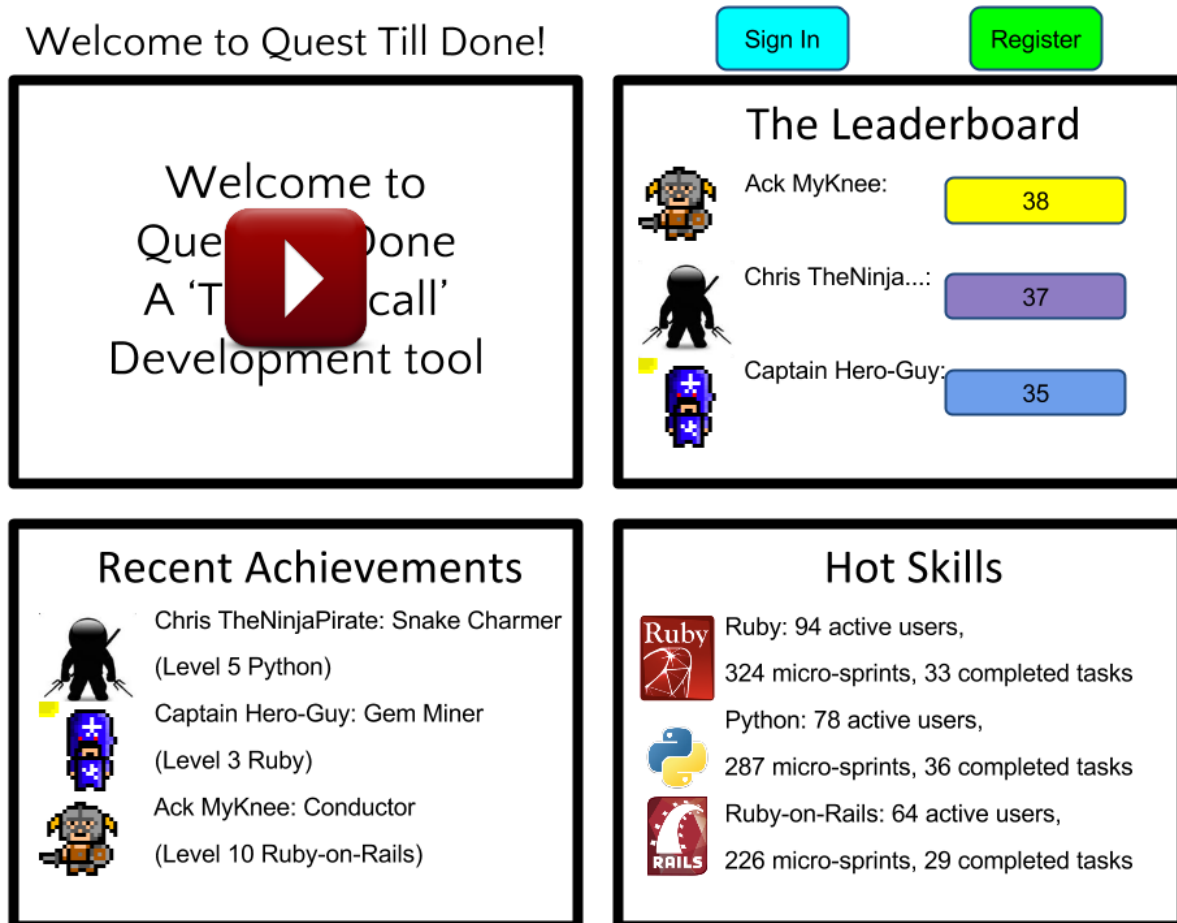 Welcome to Quest Till Done!
Sign In
Register
Welcome to
Que Done
A ‘T call’
Development tool
The Leaderboard
Ack MyKnee:
38
Chris TheNinja...:
37
Captain Hero-Guy:
35
Recent Achievements
Chris TheNinjaPirate: Snake Charmer
(Level 5 Python)
Captain Hero-Guy: Gem Miner
(Level 3 Ruby)
Ack MyKnee: Conductor
(Level 10 Ruby-on-Rails)
Hot Skills
Ruby
Ruby: 94 active users,
324 micro-sprints, 33 completed tasks
Python: 78 active users,
287 micro-sprints, 36 completed tasks
RAILS
Ruby-on-Rails: 64 active users,
226 micro-sprints, 29 completed tasks